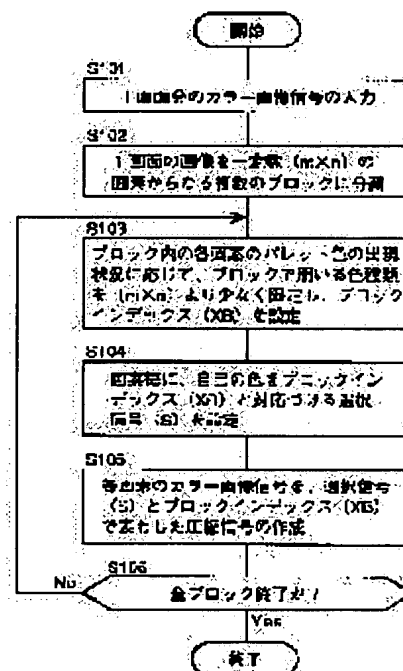 開始
S101
1画面分のカラー画像信号の入力
S102
1画面の画像を一定数 (m×n) の
画素からなる複数のブロックに分割
S103
ブロック内の各画素のパレット色の出現
状況に応じて、ブロックで用いる色種類
を (m×n) より少なく固定し、ブロック
インデックス (XB) を設定
S104
画素毎に、自己の色をブロックイン
デックス (XB) と対応づける選択
信号 (S) を設定
S105
各画素のカラー画像信号を、選択信号
(S) とブロックインデックス (XB)
で表わした圧縮信号の作成
S106
全ブロック終了か?
No
Yes
終了